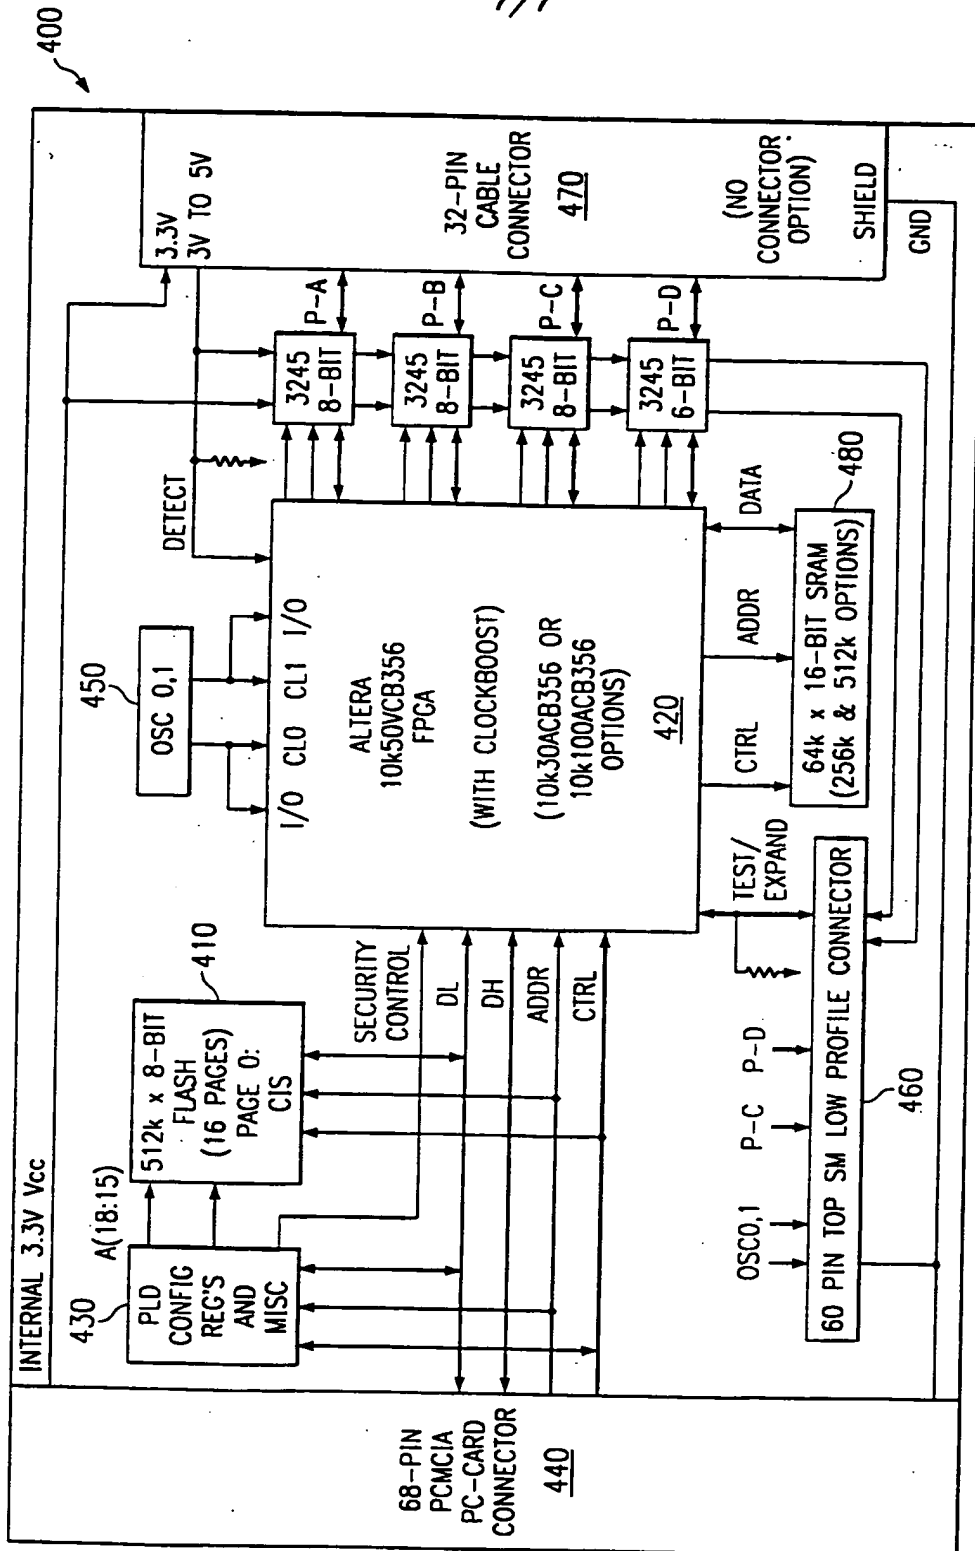 400
INTERNAL 3.3V Vcc
68-PIN
PCMCIA
PC-CARD
CONNECTOR
440
430
PLD
CONFIG
REG'S
AND
MISC
A(18:15)
410
512k x 8-BIT
FLASH
(16 PAGES)
PAGE 0:
CIS
SECURITY
CONTROL
DL
DH
ADDR
CTRL
450
OSC 0,1
I/O CL0 CL1 I/O
DETECT
ALTERA
10k50VCB356
FPGA
(WITH CLOCKBOOST)
(10k30ACB356 OR
10k100ACB356
OPTIONS)
420
3.3V
3V TO 5V
3245
8-BIT
P-A
3245
8-BIT
P-B
3245
8-BIT
P-C
3245
6-BIT
P-D
32-PIN
CABLE
CONNECTOR
470
(NO
CONNECTOR
OPTION)
SHIELD
GND
TEST/
EXPAND
CTRL
ADDR
DATA
480
64k x 16-BIT SRAM
(256k & 512k OPTIONS)
OSC0,1
P-C
P-D
60 PIN TOP SM LOW PROFILE CONNECTOR
460